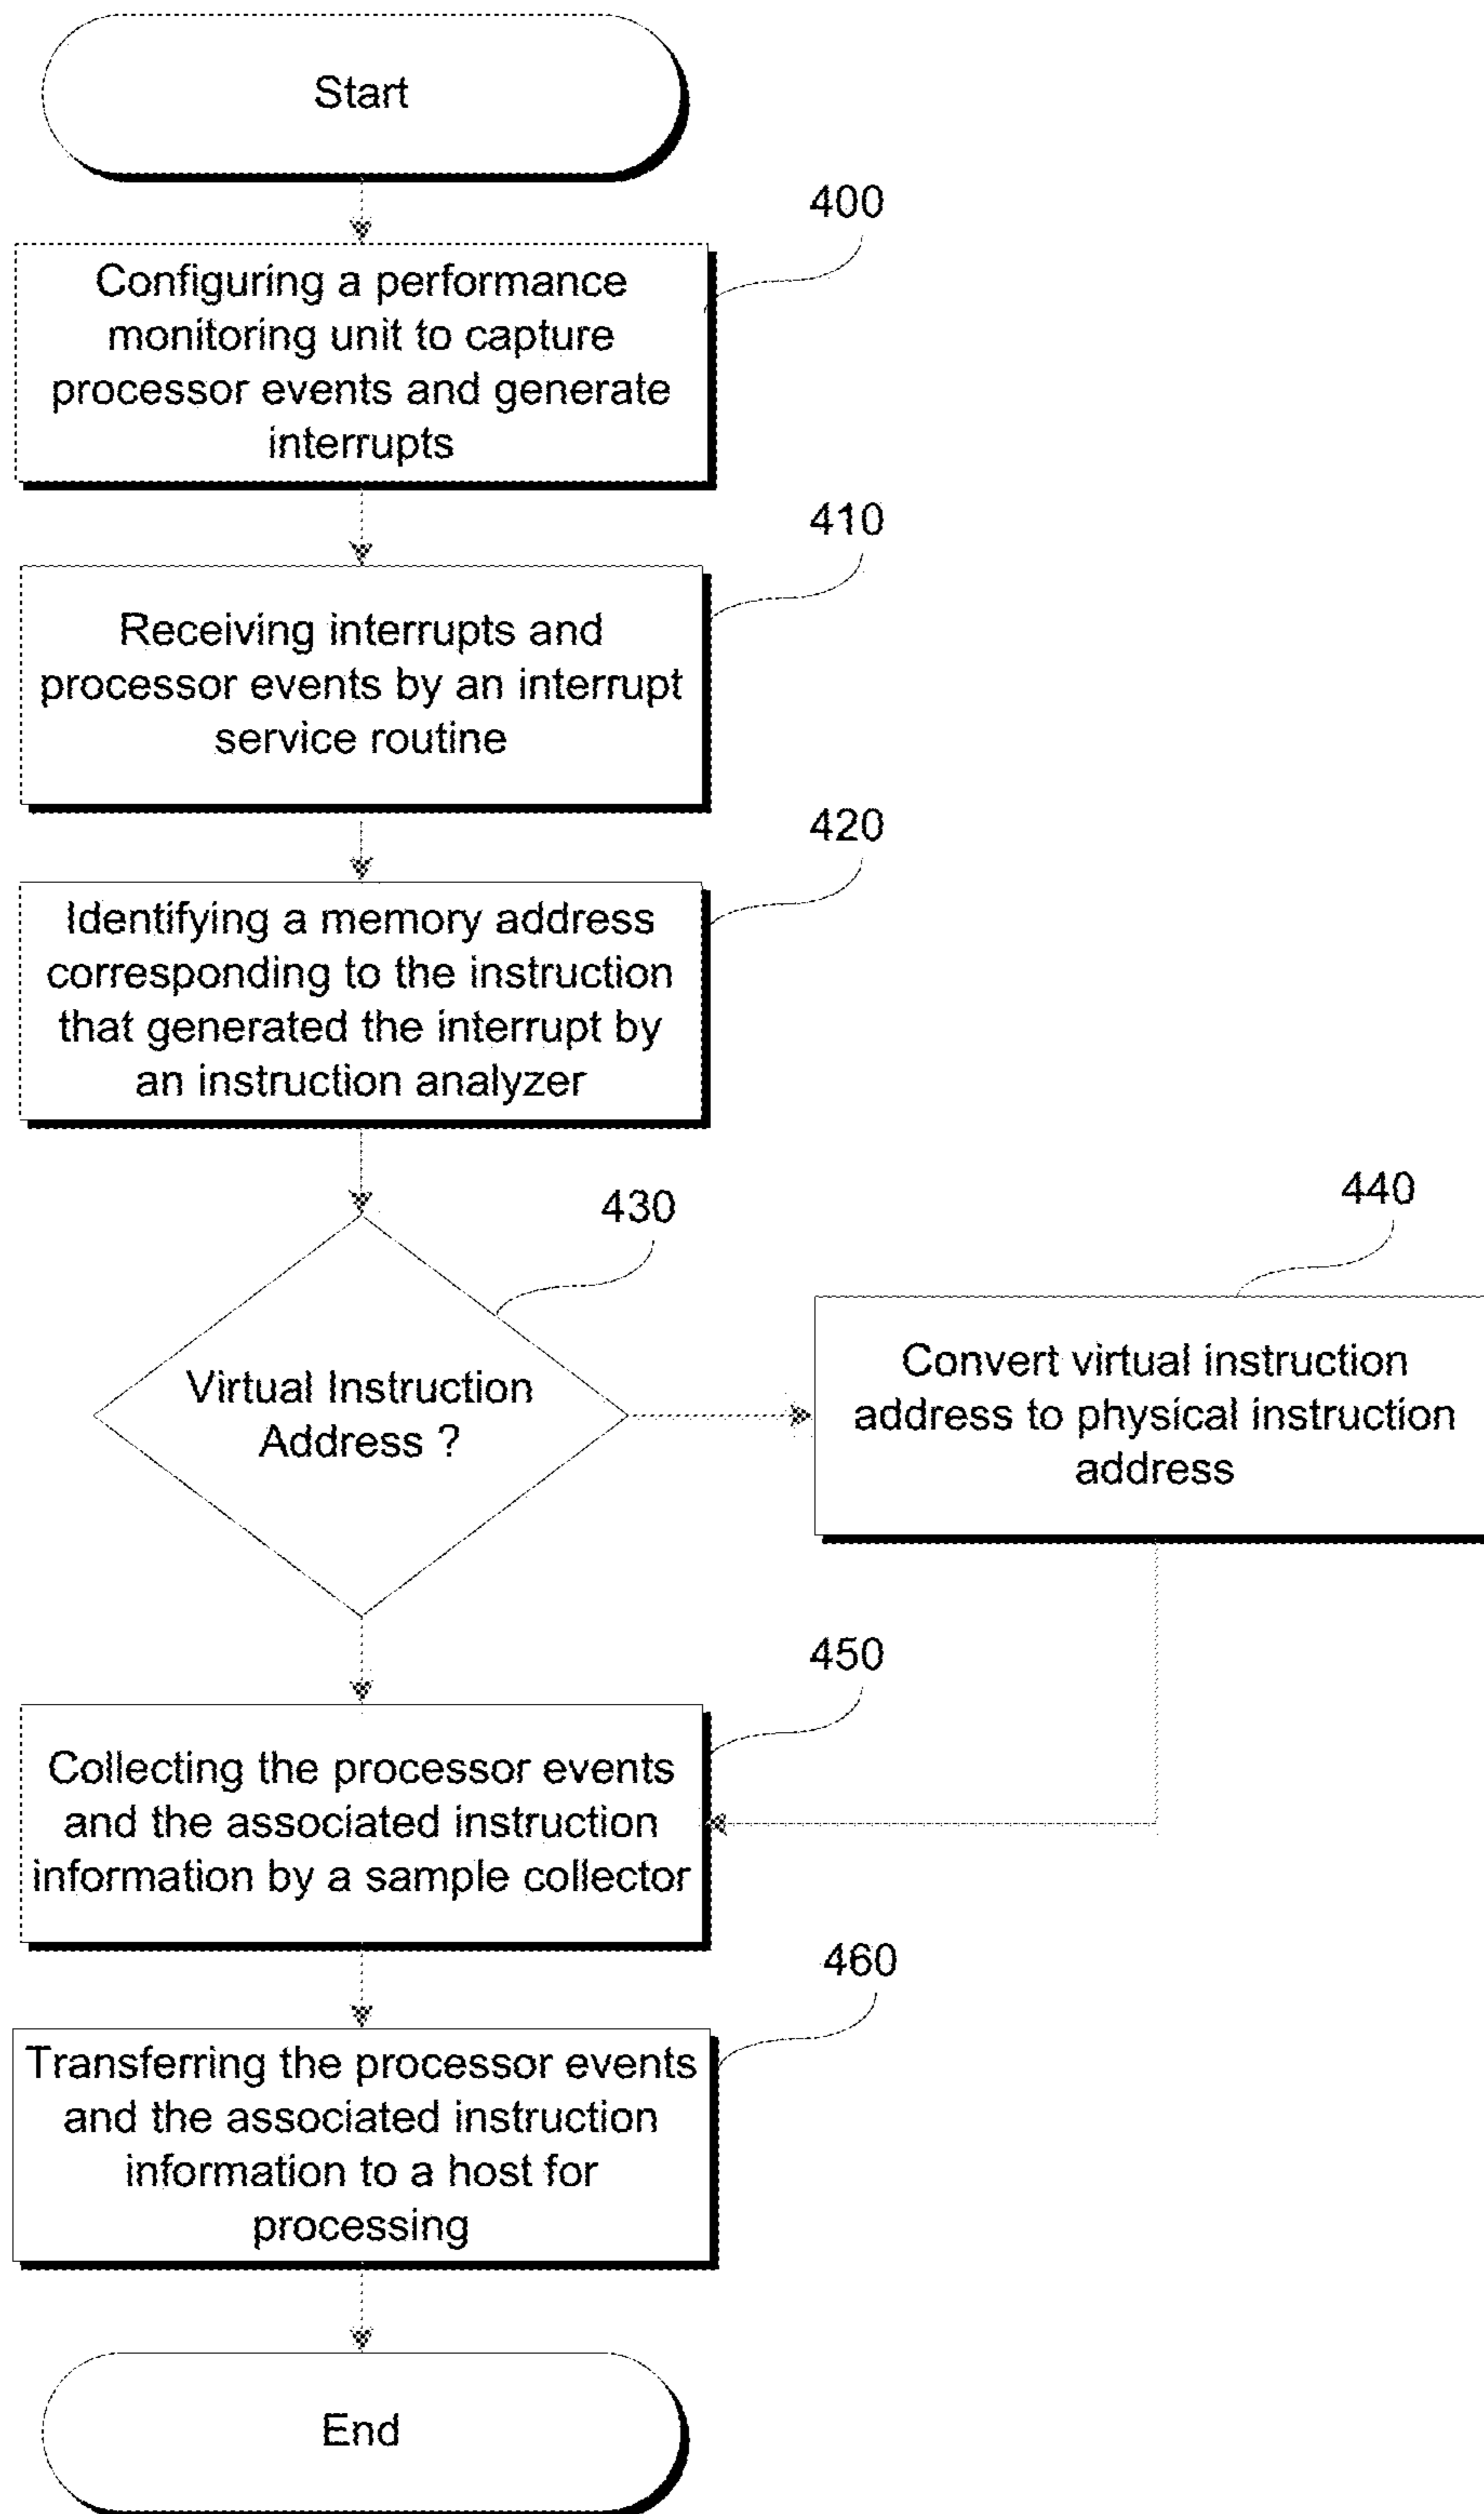 Start
400
Configuring a performance
monitoring unit to capture
processor events and generate
interrupts
410
Receiving interrupts and
processor events by an interrupt
service routine
420
Identifying a memory address
corresponding to the instruction
that generated the interrupt by
an instruction analyzer
430
Virtual Instruction
Address ?
440
Convert virtual instruction
address to physical instruction
address
450
Collecting the processor events
and the associated instruction
information by a sample collector
460
Transferring the processor events
and the associated instruction
information to a host for
processing
End